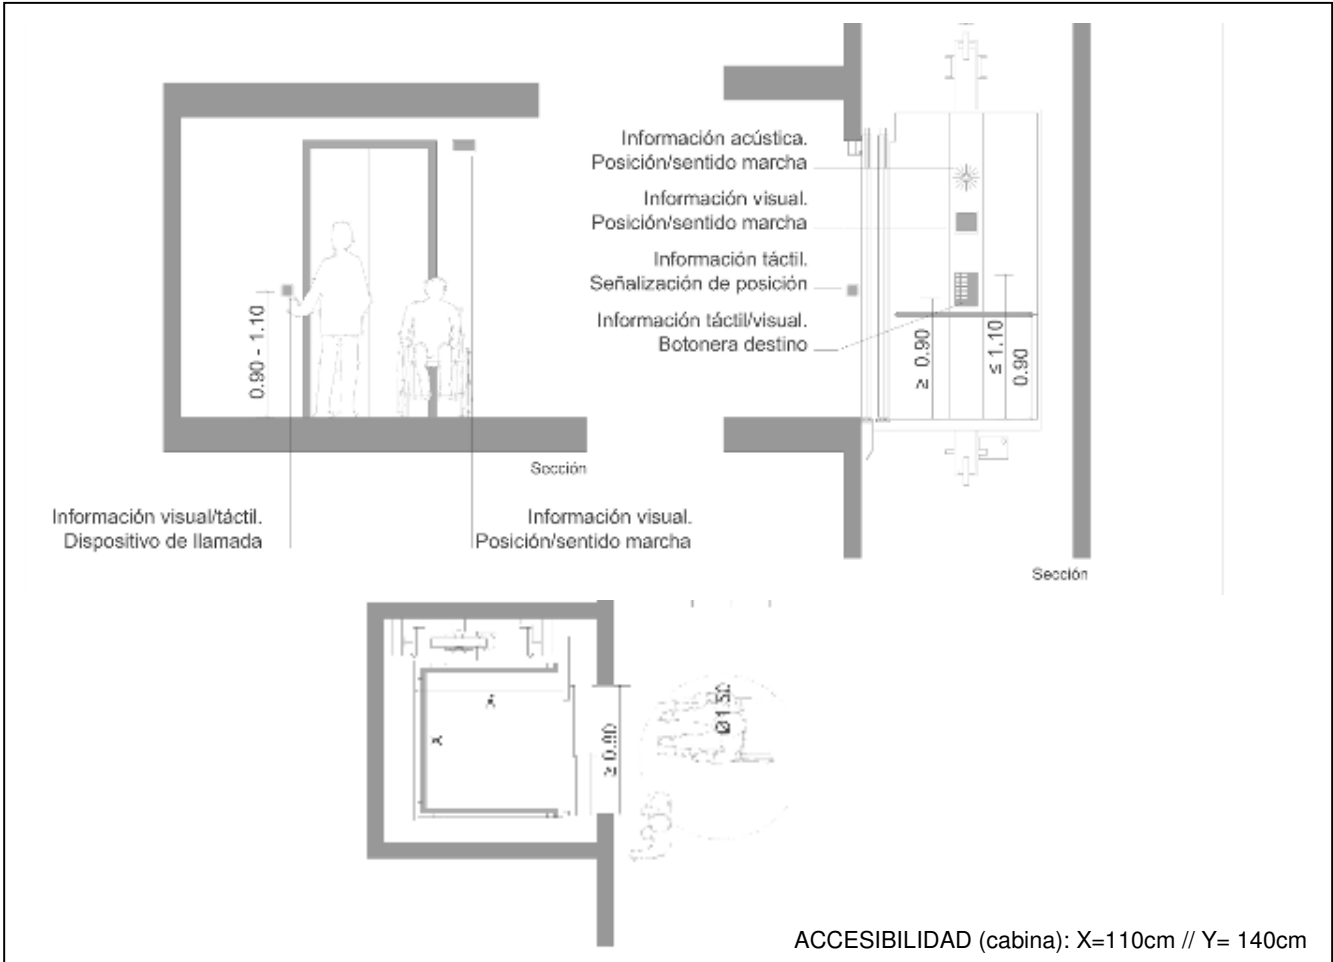 Información acústica.
Posición/sentido marcha
Información visual.
Posición/sentido marcha
Información táctil.
Señalización de posición
Información táctil/visual.
Botonera destino
0.90 - 1.10
≥ 0.90
≤ 1.10
0.90
Sección
Información visual/táctil.
Dispositivo de llamada
Información visual.
Posición/sentido marcha
Sección
X
≥ 0.90
Ø1.50
ACCESIBILIDAD (cabina): X=110cm // Y= 140cm